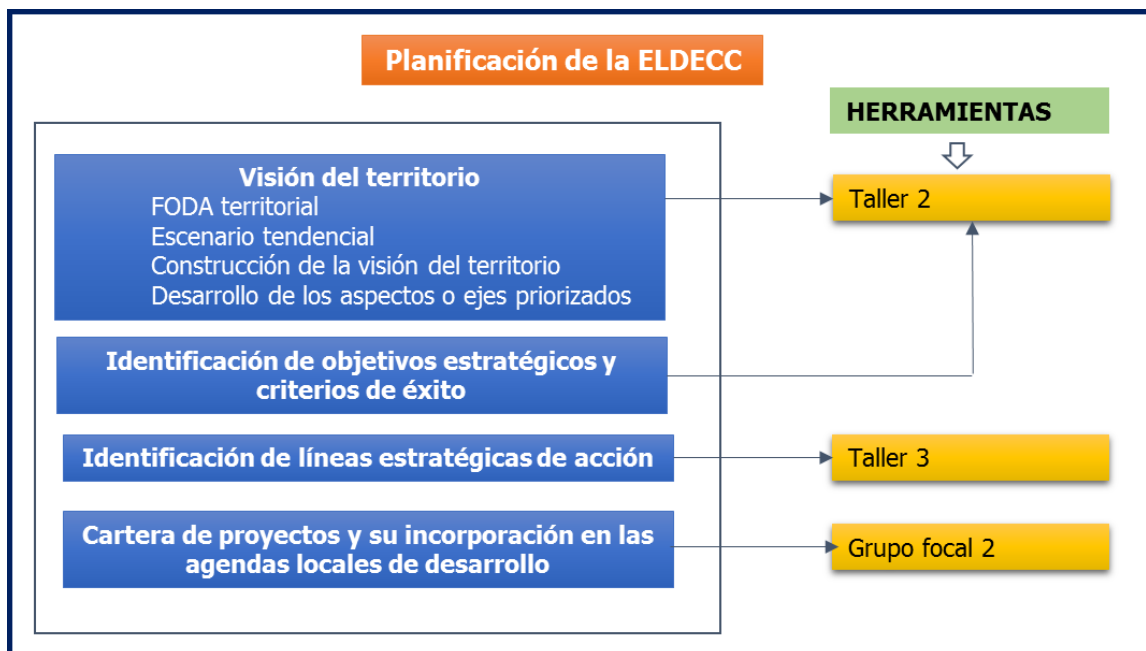 Planificación de la ELDECC
HERRAMIENTAS
Visión del territorio
FODA territorial
Escenario tendencial
Construcción de la visión del territorio
Desarrollo de los aspectos o ejes priorizados
Taller 2
Identificación de objetivos estratégicos y
criterios de éxito
Identificación de líneas estratégicas de acción
Taller 3
Cartera de proyectos y su incorporación en las
agendas locales de desarrollo
Grupo focal 2